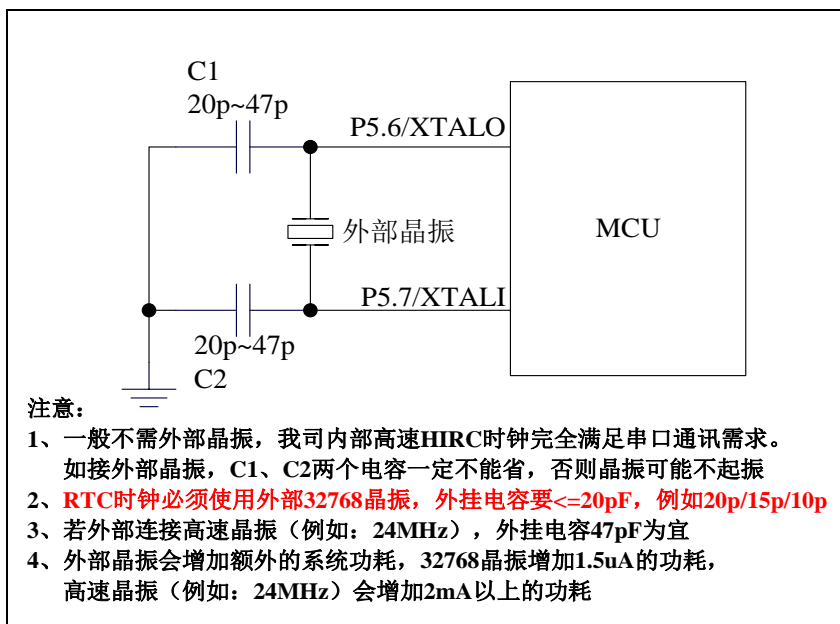 C1
20p~47p
P5.6/XTALO
外部晶振
MCU
P5.7/XTALI
20p~47p
C2
注意：
1、一般不需外部晶振，我司内部高速HIRC时钟完全满足串口通讯需求。
如接外部晶振，C1、C2两个电容一定不能省，否则晶振可能不起振
2、RTC时钟必须使用外部32768晶振，外挂电容要<=20pF，例如20p/15p/10p
3、若外部连接高速晶振（例如：24MHz），外挂电容47pF为宜
4、外部晶振会增加额外的系统功耗，32768晶振增加1.5uA的功耗，
高速晶振（例如：24MHz）会增加2mA以上的功耗